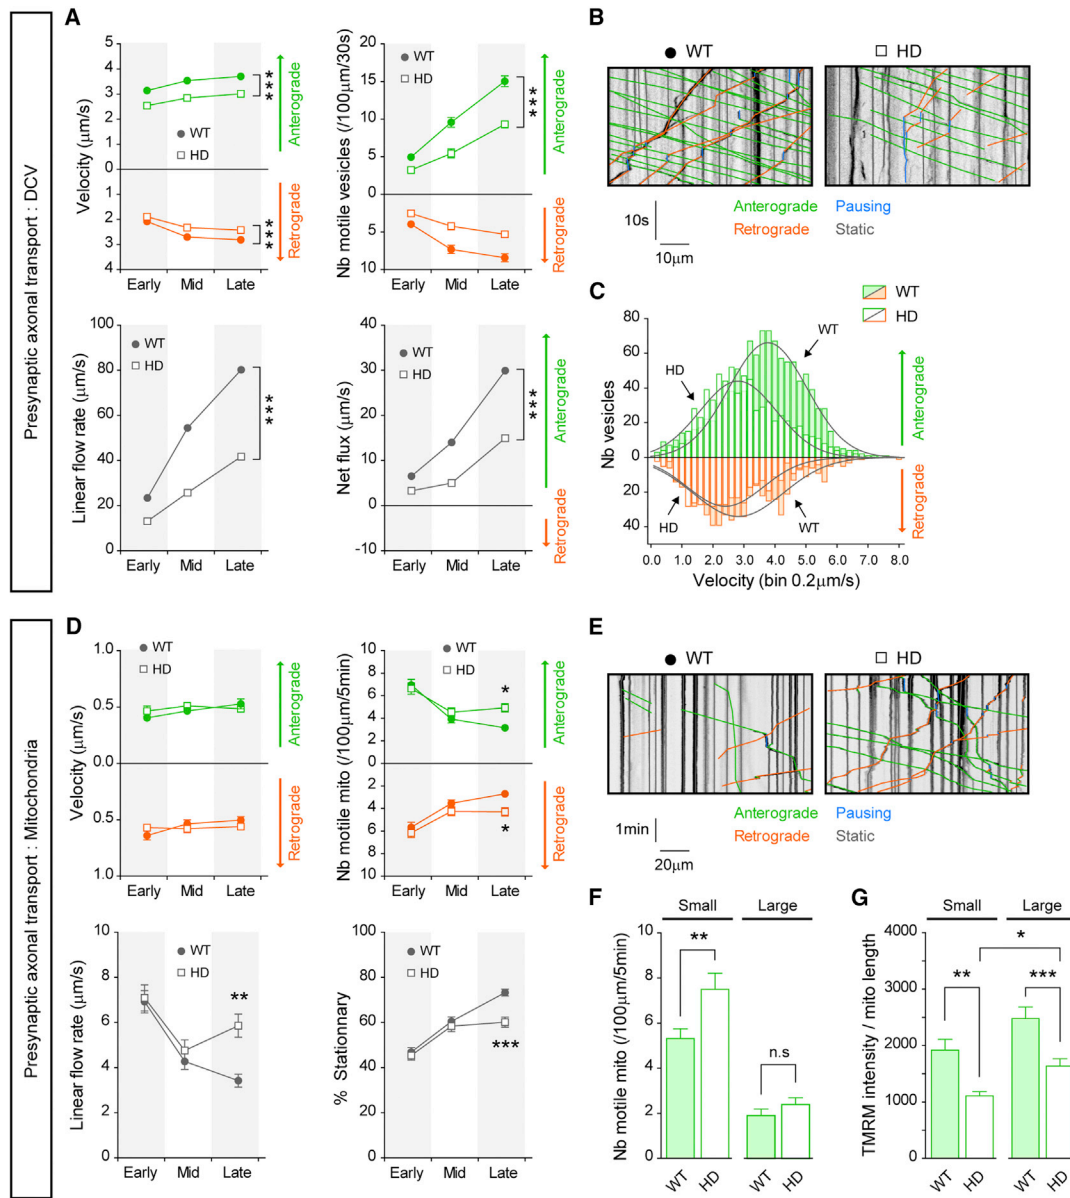 Presynaptic axonal transport : DCV
A
Velocity (μm/s)
5
4
3
2
1
0
1
2
3
4
WT
HD
***
***
Anterograde
Retrograde
Early Mid Late
Nb motile vesicles (/100μm/30s)
20
15
10
5
0
5
10
WT
HD
***
Anterograde
Retrograde
Early Mid Late
Linear flow rate (μm/s)
100
80
60
40
20
0
WT
HD
***
Early Mid Late
Net flux (μm/s)
40
30
20
10
0
-10
WT
HD
***
Anterograde
Retrograde
Early Mid Late
B
WT
HD
10s
10μm
Anterograde
Pausing
Retrograde
Static
C
WT
HD
Nb vesicles
80
60
40
20
0
20
40
HD
WT
HD
WT
Anterograde
Retrograde
0.0 1.0 2.0 3.0 4.0 5.0 6.0 7.0 8.0
Velocity (bin 0.2μm/s)
Presynaptic axonal transport : Mitochondria
D
Velocity (μm/s)
1.0
0.5
0.0
0.5
1.0
WT
HD
Anterograde
Retrograde
Early Mid Late
Nb motile mito (/100μm/5min)
10
8
6
4
2
0
2
4
6
8
10
WT
HD
*
*
Anterograde
Retrograde
Early Mid Late
Linear flow rate (μm/s)
10
8
6
4
2
0
WT
HD
**
Early Mid Late
% Stationnary
100
80
60
40
20
0
WT
HD
***
Early Mid Late
E
WT
HD
1min
20μm
Anterograde
Pausing
Retrograde
Static
F
Small
Large
Nb motile mito (/100μm/5min)
10
8
6
4
2
0
**
n.s
WT HD WT HD
G
Small
Large
TMRM intensity / mito length
4000
3000
2000
1000
0
*
**
***
WT HD WT HD